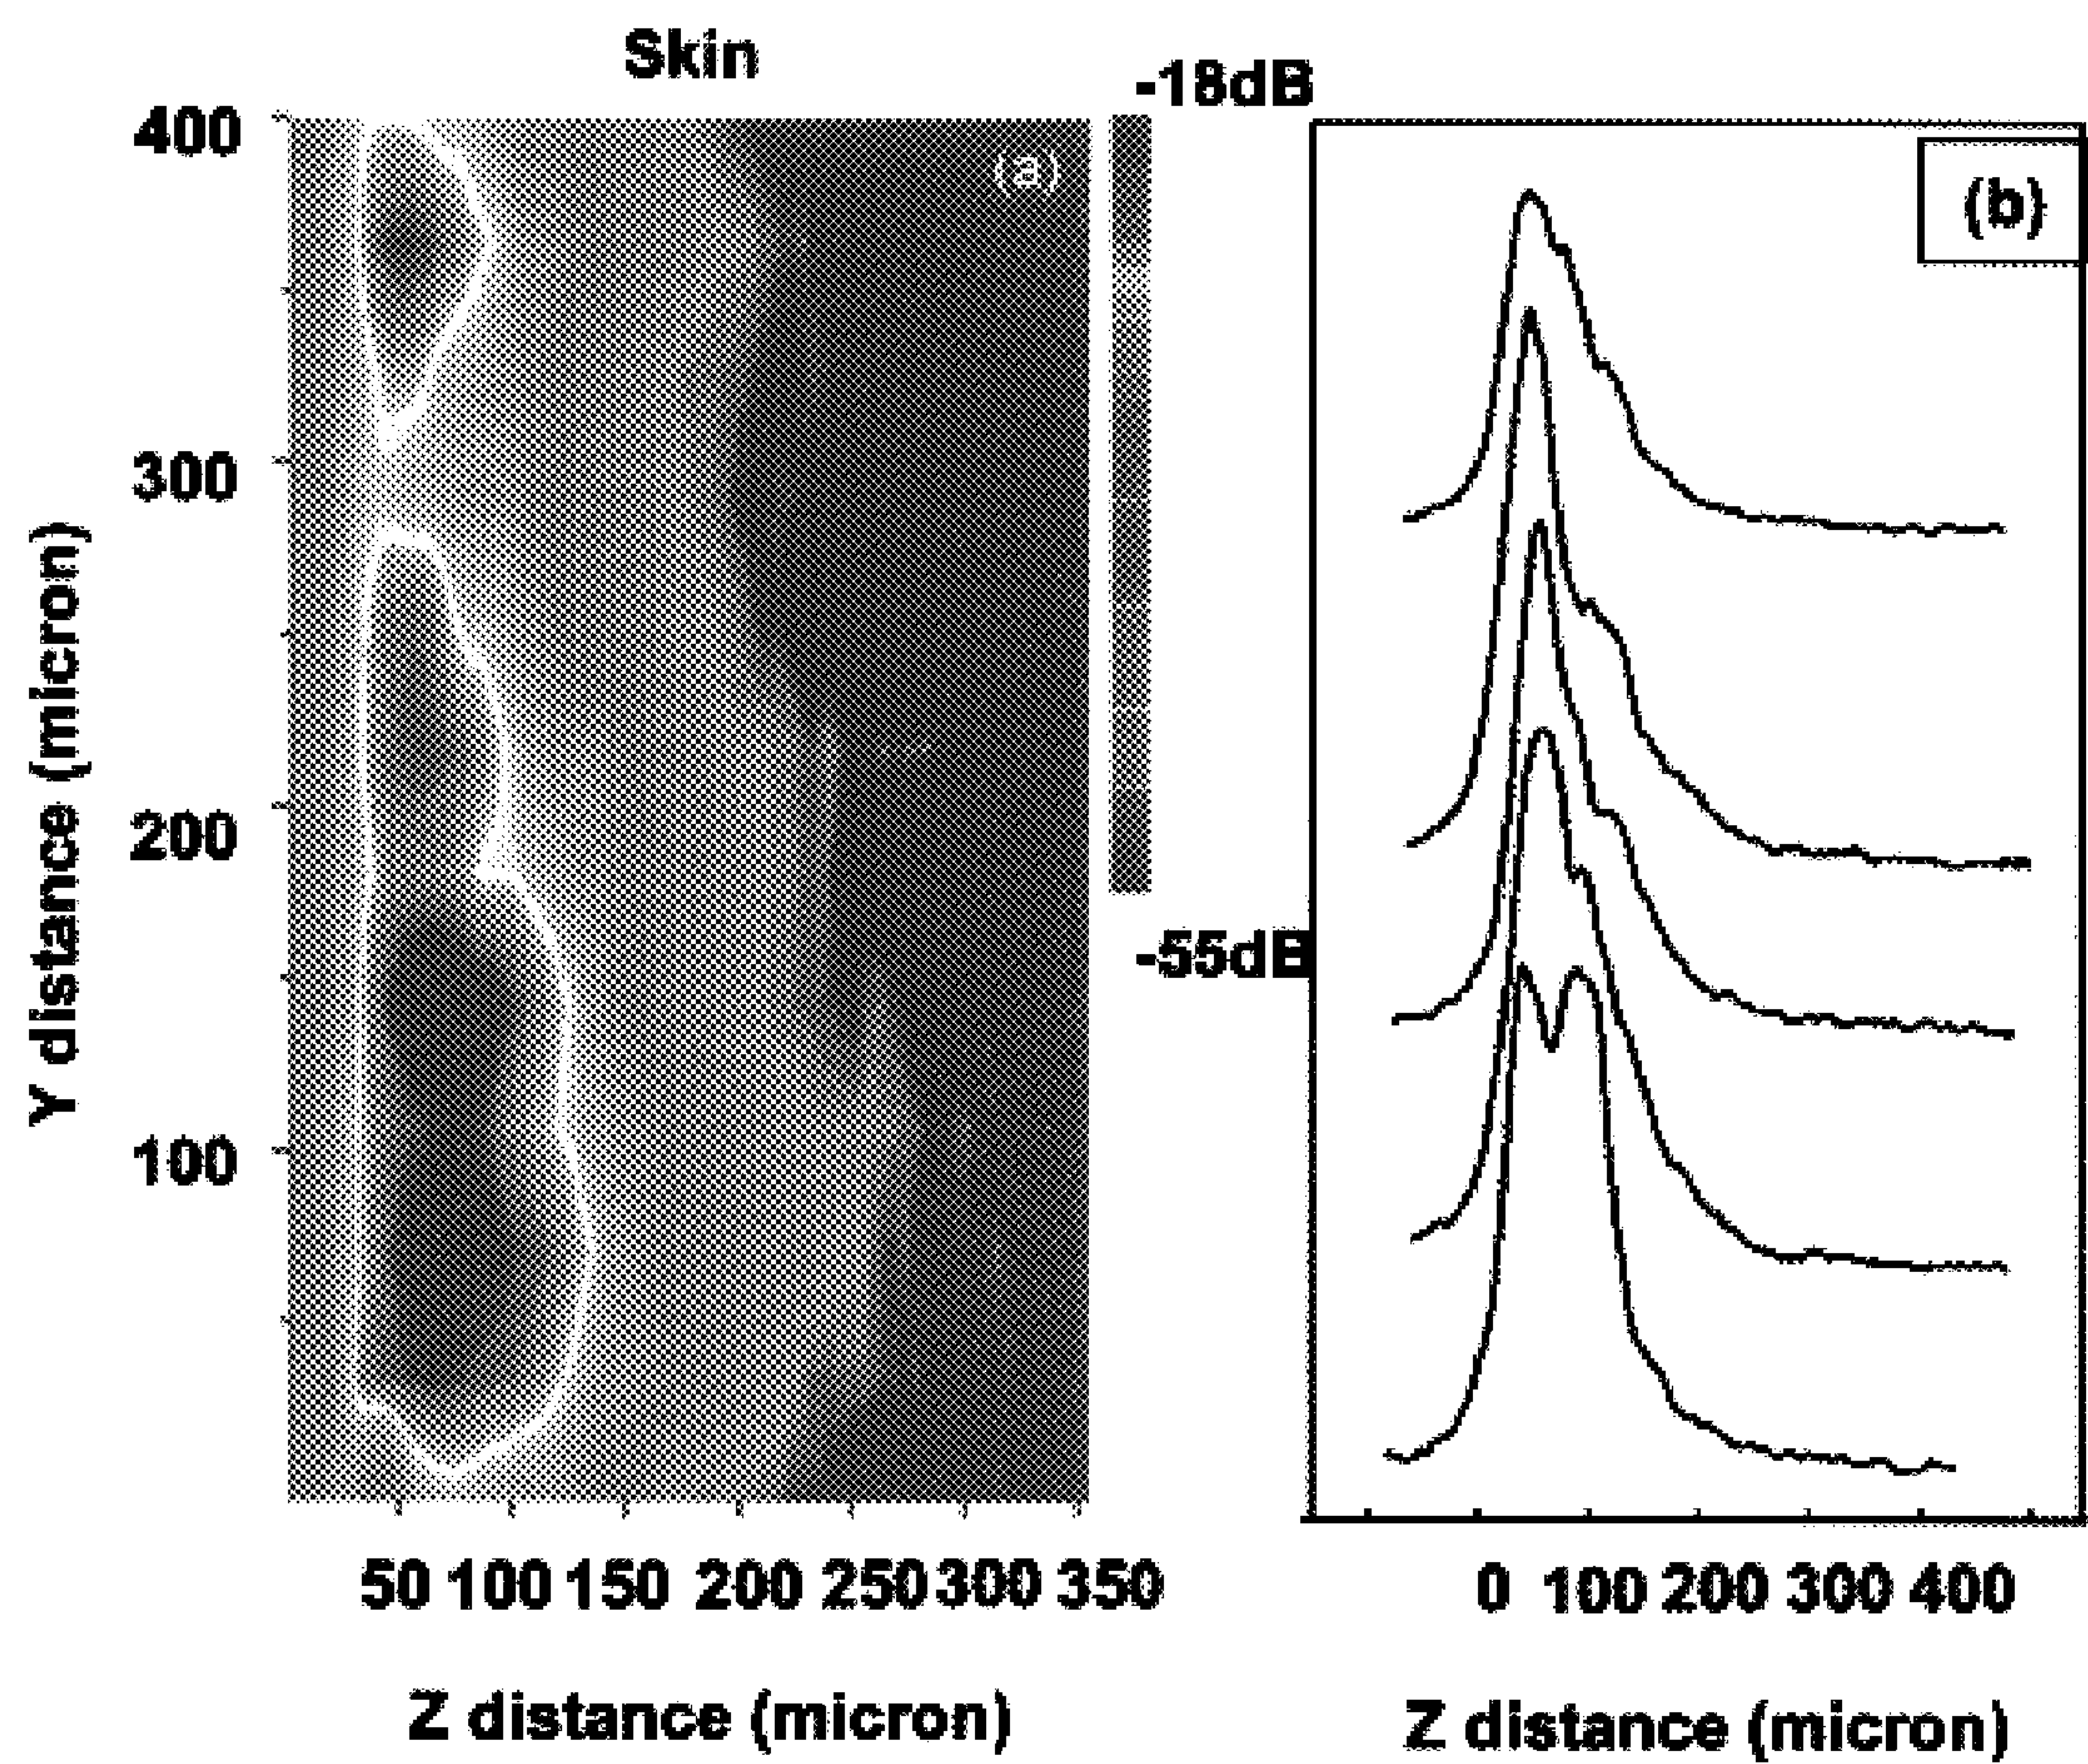 Skin
-18dB
400
(a)
(b)
300
Y distance (micron)
200
-55dB
100
50 100 150 200 250 300 350
0 100 200 300 400
Z distance (micron)
Z distance (micron)